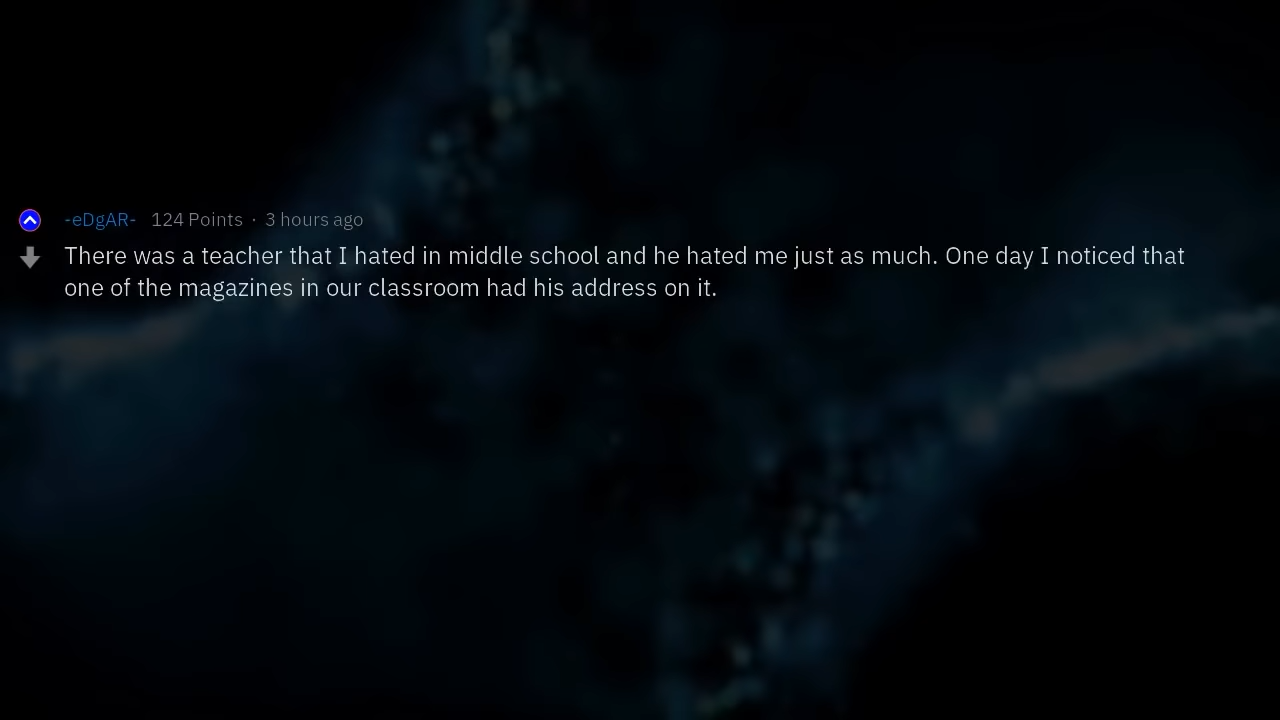 -eDgAR- 124 Points · 3 hours ago
There was a teacher that I hated in middle school and he hated me just as much. One day I noticed that
one of the magazines in our classroom had his address on it.